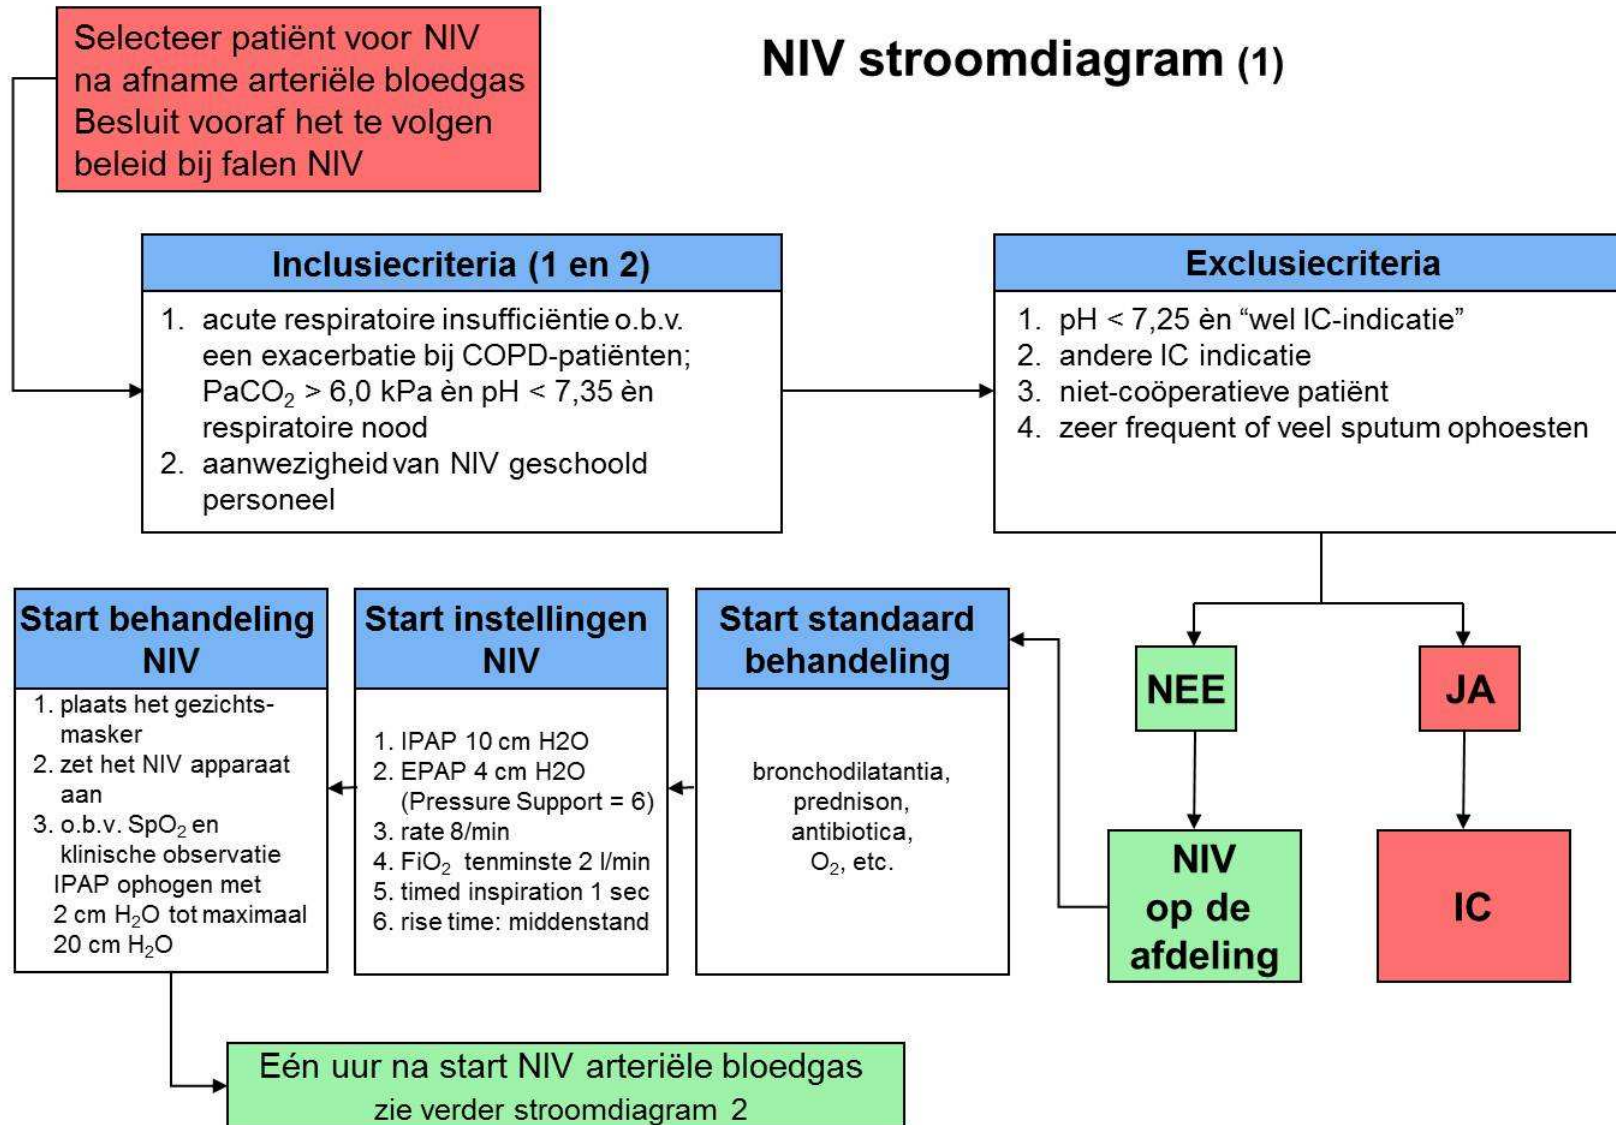 NIV stroomdiagram (1)
Selecteer patiënt voor NIV
na afname arteriële bloedgas
Besluit vooraf het te volgen
beleid bij falen NIV
Inclusiecriteria (1 en 2)
1. acute respiratoire insufficiëntie o.b.v.
een exacerbatie bij COPD-patiënten;
PaCO₂ > 6,0 kPa èn pH < 7,35 èn
respiratoire nood
2. aanwezigheid van NIV geschoold
personeel
Exclusiecriteria
1. pH < 7,25 èn “wel IC-indicatie”
2. andere IC indicatie
3. niet-coöperatieve patiënt
4. zeer frequent of veel sputum ophoesten
NEE
JA
NIV
op de
afdeling
IC
Start standaard
behandeling
bronchodilatantia,
prednison,
antibiotica,
O₂, etc.
Start instellingen
NIV
1. IPAP 10 cm H2O
2. EPAP 4 cm H2O
(Pressure Support = 6)
3. rate 8/min
4. FiO₂ tenminste 2 l/min
5. timed inspiration 1 sec
6. rise time: middenstand
Start behandeling
NIV
1. plaats het gezichts-
masker
2. zet het NIV apparaat
aan
3. o.b.v. SpO₂ en
klinische observatie
IPAP ophogen met
2 cm H₂O tot maximaal
20 cm H₂O
Eén uur na start NIV arteriële bloedgas
zie verder stroomdiagram 2